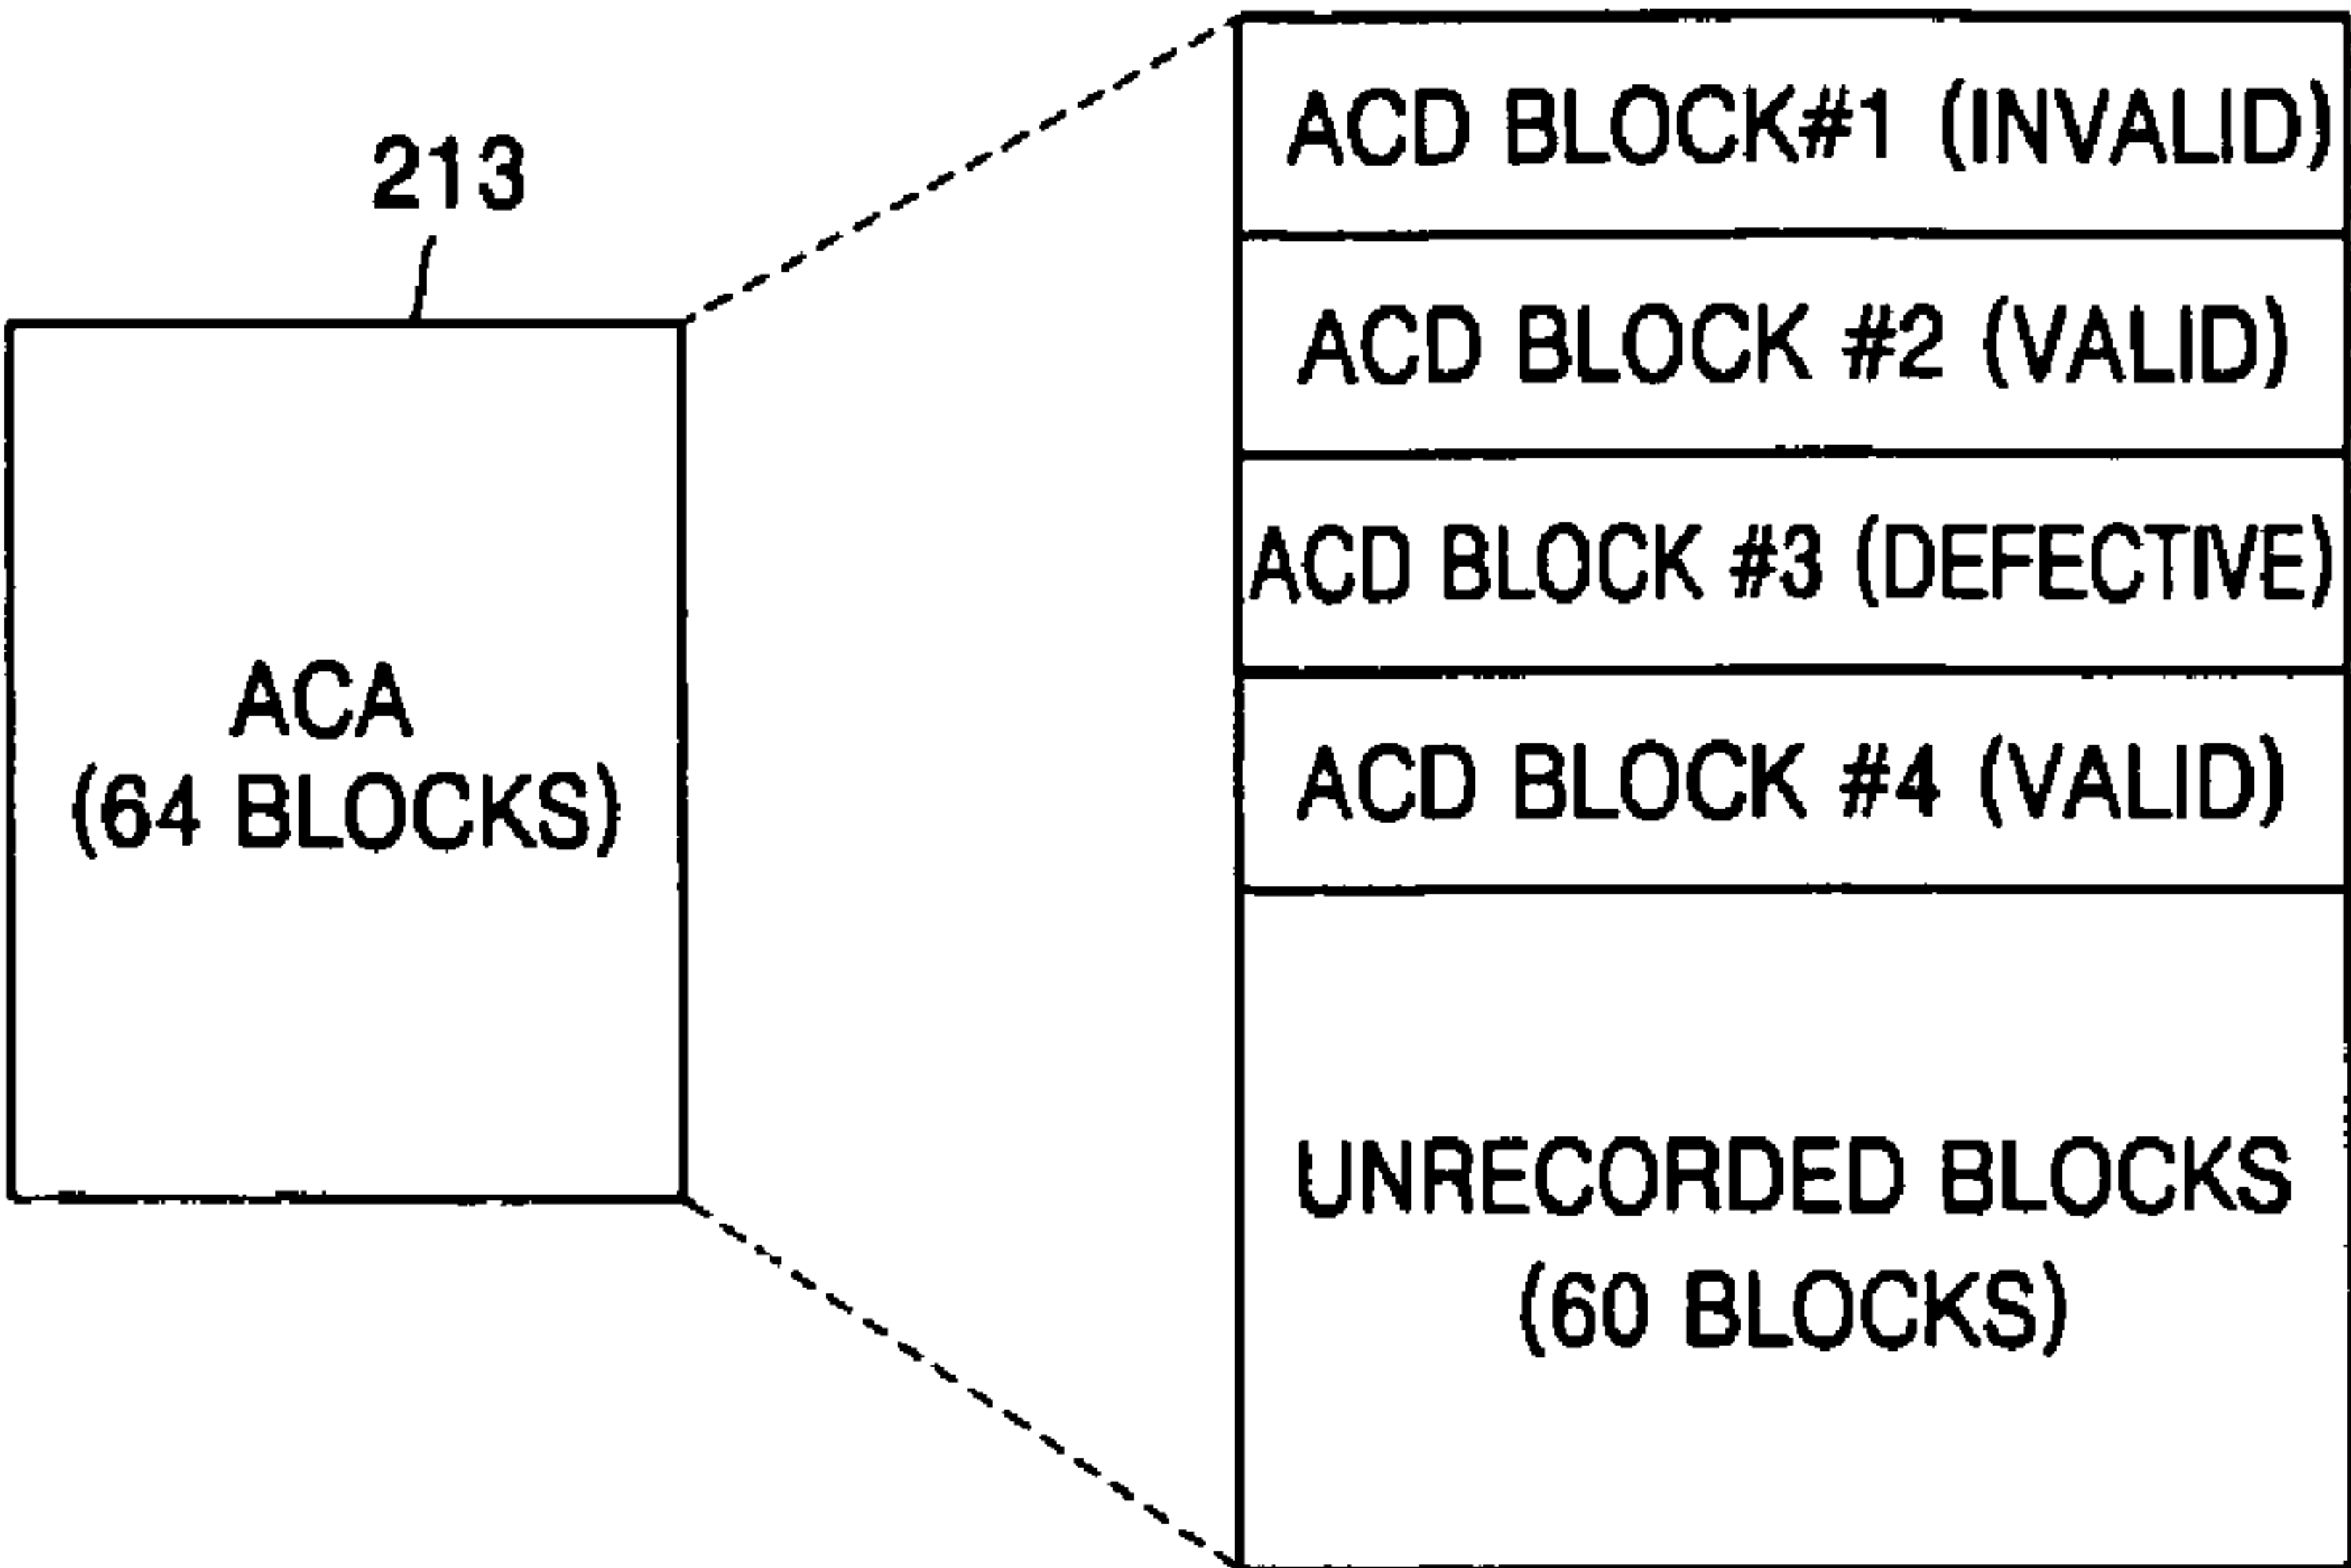 213
ACA
(64 BLOCKS)
ACD BLOCK#1 (INVALID)
ACD BLOCK #2 (VALID)
ACD BLOCK #3 (DEFECTIVE)
ACD BLOCK #4 (VALID)
UNRECORDED BLOCKS
(60 BLOCKS)